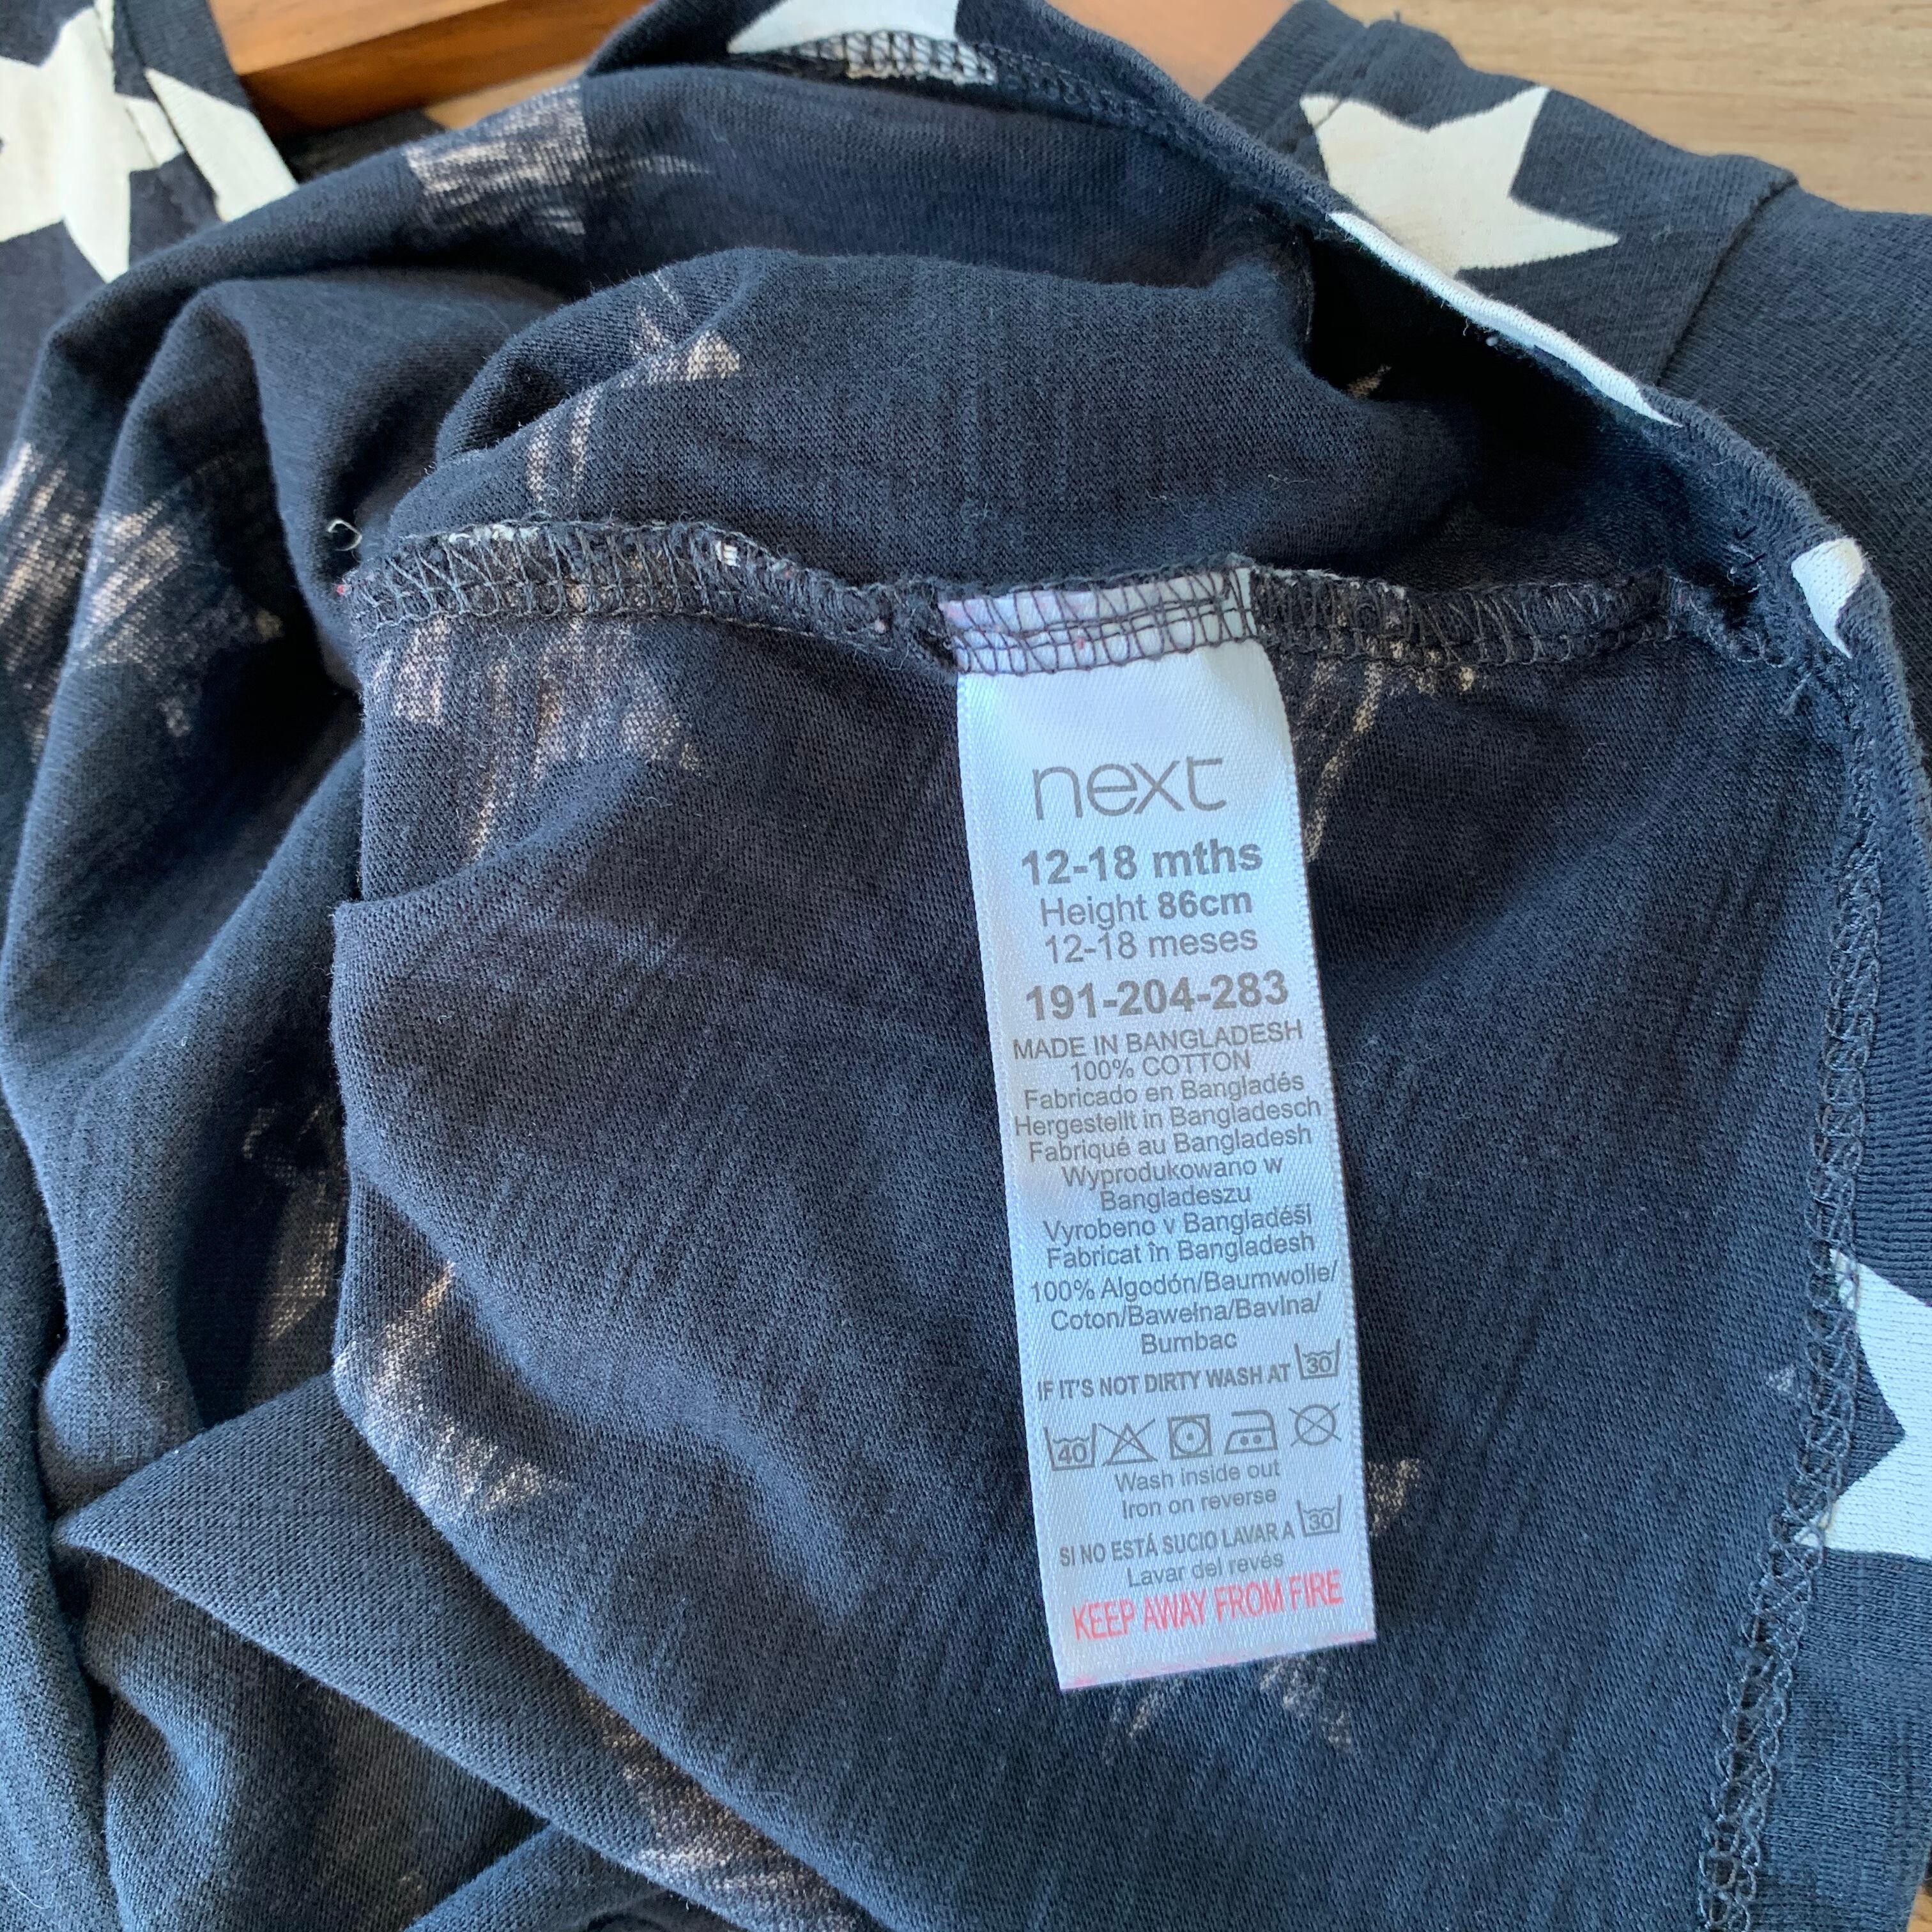 next
12-18 mths
Height 86cm
12-18 meses
191-204-283
MADE IN BANGLADESH
100% COTTON
Fabricado en Bangladés
Hergestellt in Bangladesch
Fabriqué au Bangladesh
Wyprodukowano w
Bangladeszu
Vyrobeno v Bangladéši
Fabricat în Bangladesh
100% Algodón/Baumwolle/
Coton/Bawełna/Bavlna/
Bumbac
IF IT'S NOT DIRTY WASH AT 30
40
Wash inside out
Iron on reverse
SI NO ESTÁ SUCIO LAVAR A 30
Lavar del revés
KEEP AWAY FROM FIRE